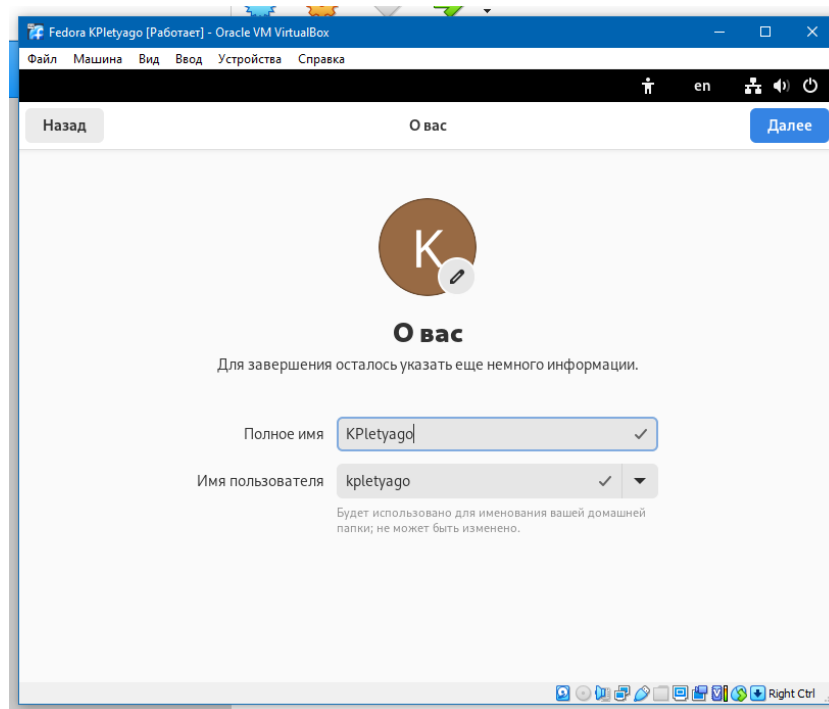 Fedora KPletyago [Работает] - Oracle VM VirtualBox
Файл Машина Вид Ввод Устройства Справка
en
Назад О вас Далее
K
О вас
Для завершения осталось указать еще немного информации.
Полное имя KPletyago
Имя пользователя kpletyago
Будет использовано для именования вашей домашней
папки; не может быть изменено.
Right Ctrl